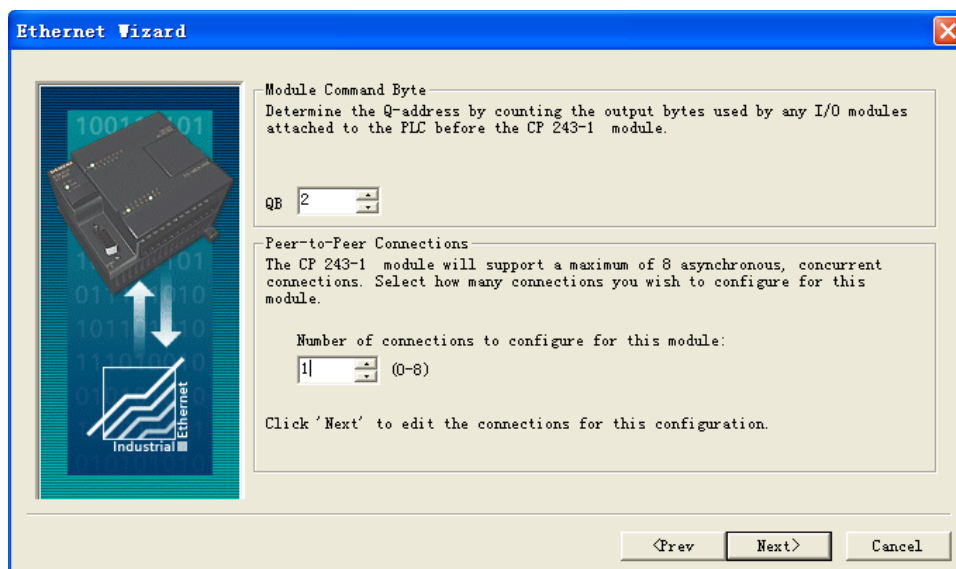 Ethernet Wizard
Module Command Byte
Determine the Q-address by counting the output bytes used by any I/O modules
attached to the PLC before the CP 243-1 module.
QB 2
Peer-to-Peer Connections
The CP 243-1 module will support a maximum of 8 asynchronous, concurrent
connections. Select how many connections you wish to configure for this
module.
Number of connections to configure for this module:
1 (0-8)
Click 'Next' to edit the connections for this configuration.
Industrial Ethernet
<Prev Next> Cancel